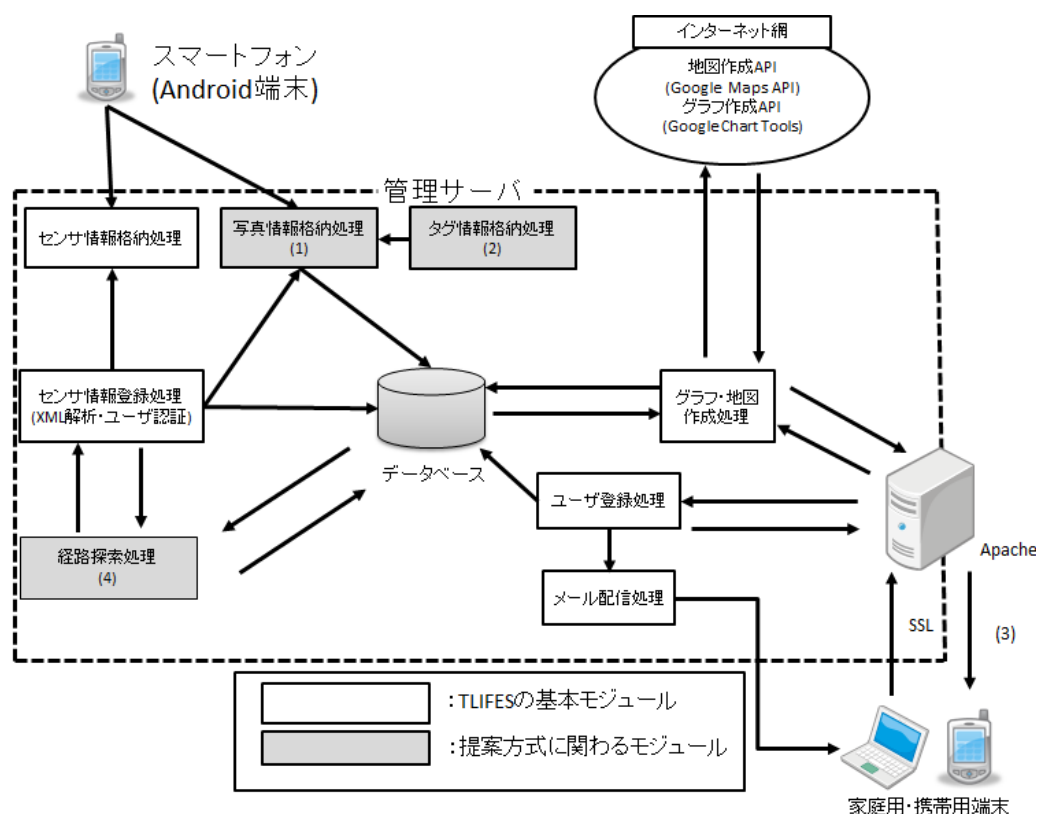 スマートフォン
(Android端末)
インターネット網
地図作成API
(Google Maps API)
グラフ作成API
(GoogleChart Tools)
管理サーバ
センサ情報格納処理
写真情報格納処理
(1)
タグ情報格納処理
(2)
センサ情報登録処理
(XML解析・ユーザ認証)
データベース
グラフ・地図
作成処理
ユーザ登録処理
経路探索処理
(4)
メール配信処理
Apache
SSL
(3)
:TLIFESの基本モジュール
:提案方式に関わるモジュール
家庭用・携帯用端末